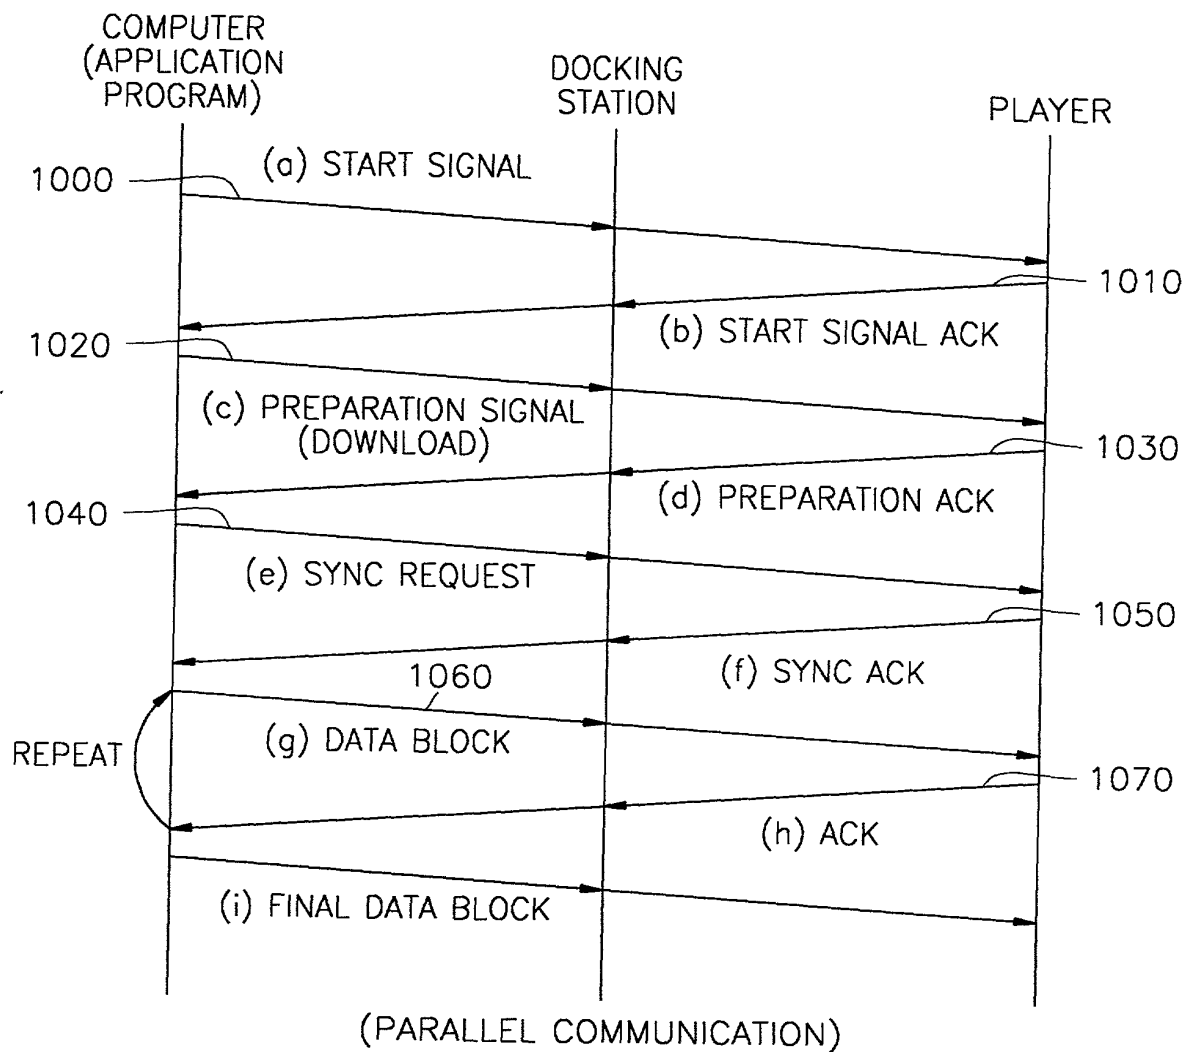 COMPUTER
(APPLICATION
PROGRAM)
DOCKING
STATION
PLAYER
(a) START SIGNAL
1000
1010
(b) START SIGNAL ACK
1020
(c) PREPARATION SIGNAL
(DOWNLOAD)
1030
(d) PREPARATION ACK
1040
(e) SYNC REQUEST
1050
(f) SYNC ACK
1060
(g) DATA BLOCK
REPEAT
1070
(h) ACK
(i) FINAL DATA BLOCK
(PARALLEL COMMUNICATION)